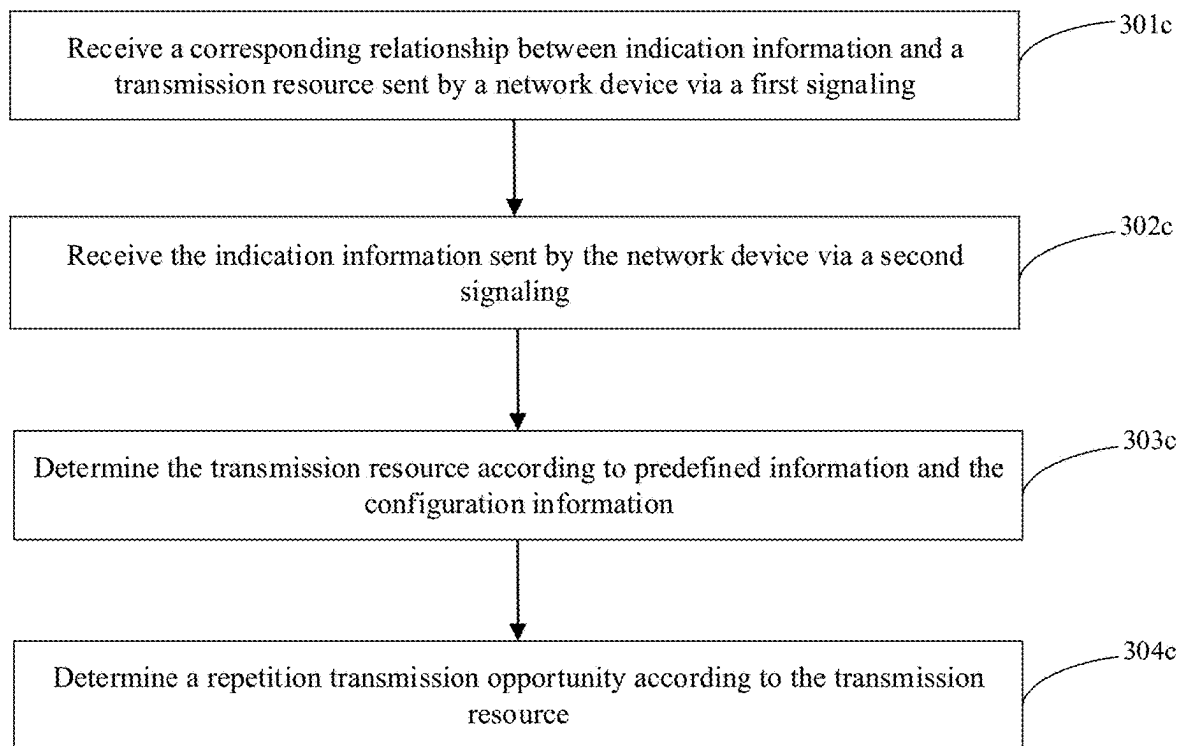 Receive a corresponding relationship between indication information and a
transmission resource sent by a network device via a first signaling
301c
Receive the indication information sent by the network device via a second
signaling
302c
Determine the transmission resource according to predefined information and the
configuration information
303c
Determine a repetition transmission opportunity according to the transmission
resource
304c